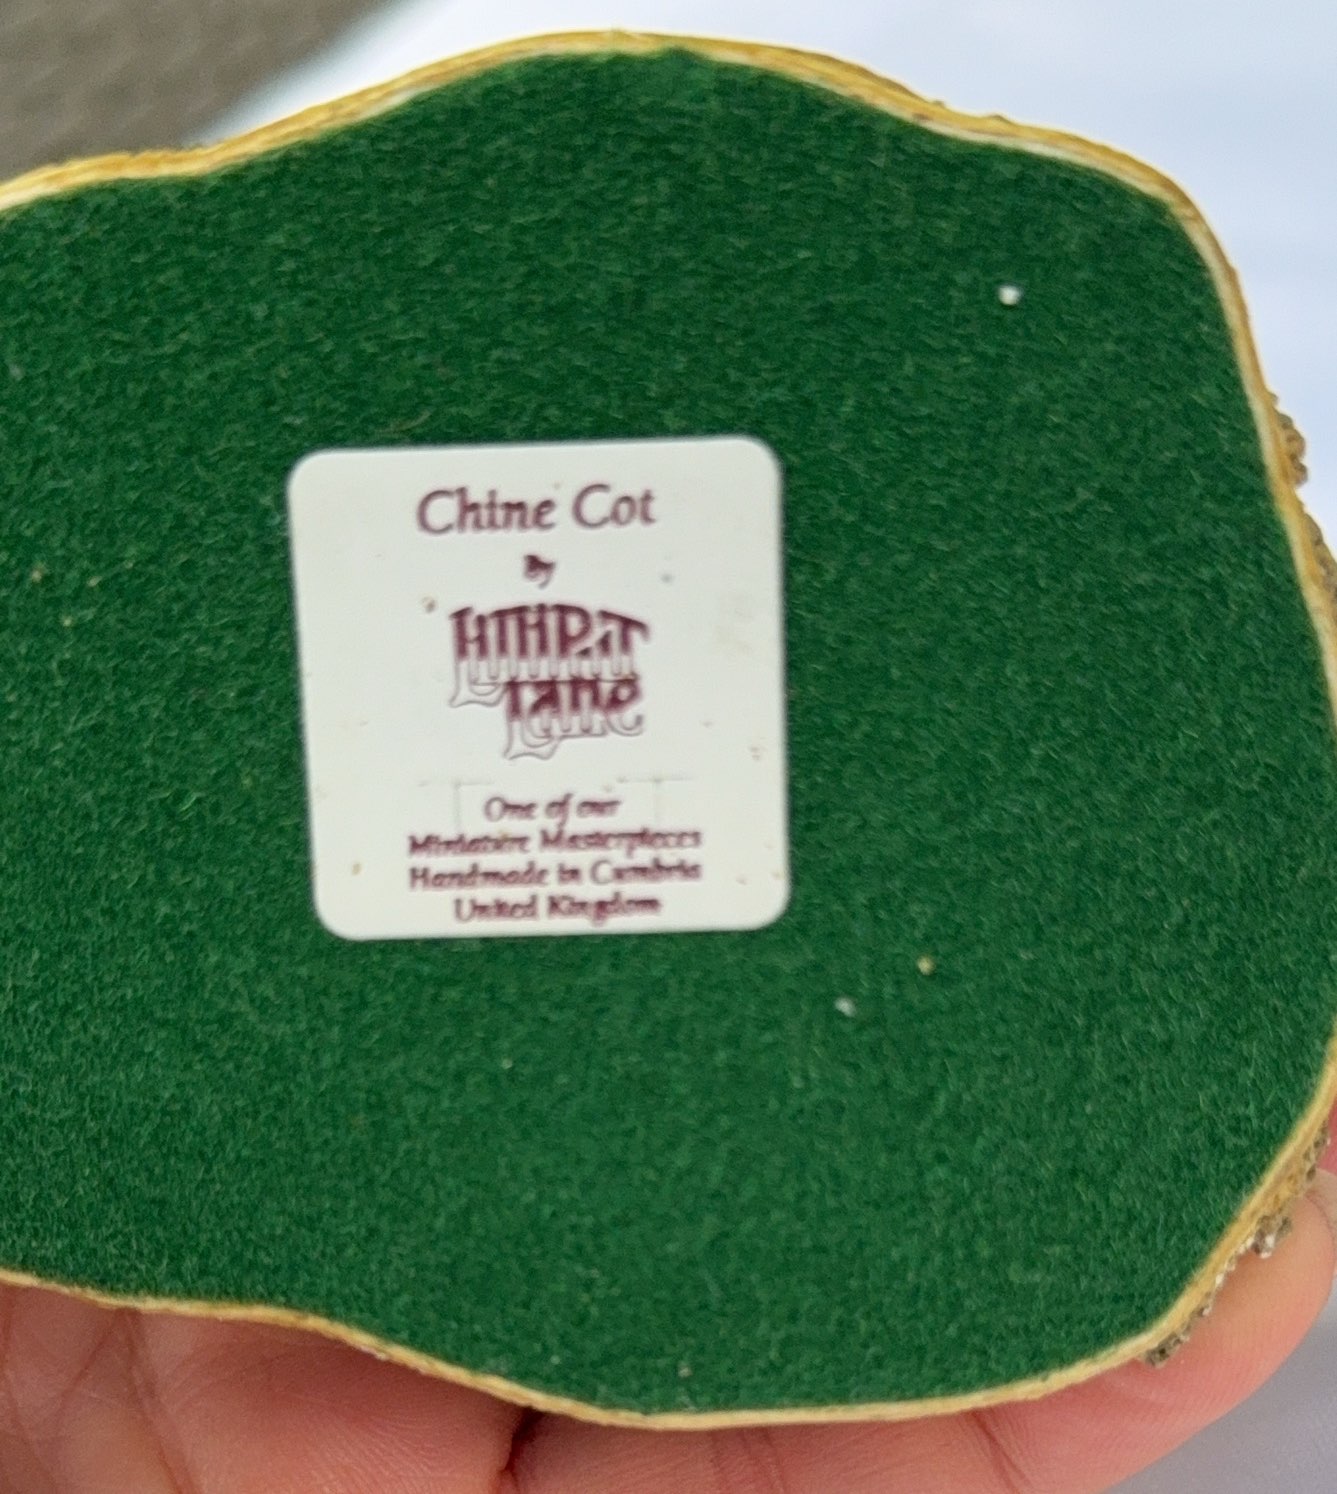 Chine Cot
By
Lilliput
Lane
One of our
Miniature Masterpieces
Handmade in Cumbria
United Kingdom